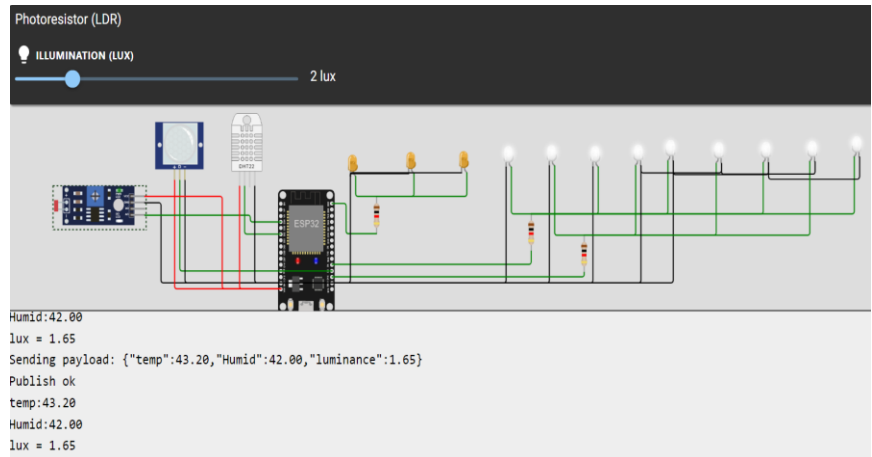 Photoresistor (LDR)
ILLUMINATION (LUX)
2 lux
DHT22
ESP32
Humid:42.00
lux = 1.65
Sending payload: {"temp":43.20,"Humid":42.00,"luminance":1.65}
Publish ok
temp:43.20
Humid:42.00
lux = 1.65